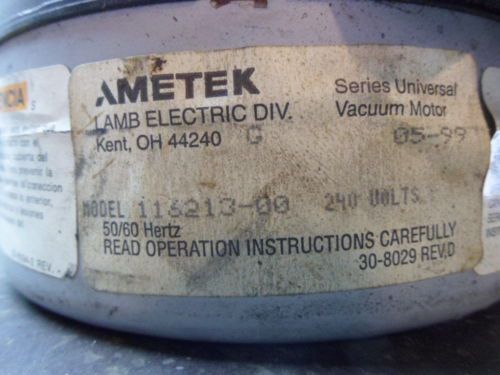 AMETEK
LAMB ELECTRIC DIV.
Kent, OH 44240 G
Series Universal
Vacuum Motor
05-99
MODEL 116213-00 240 VOLTS
50/60 Hertz
READ OPERATION INSTRUCTIONS CAREFULLY
30-8029 REV.D